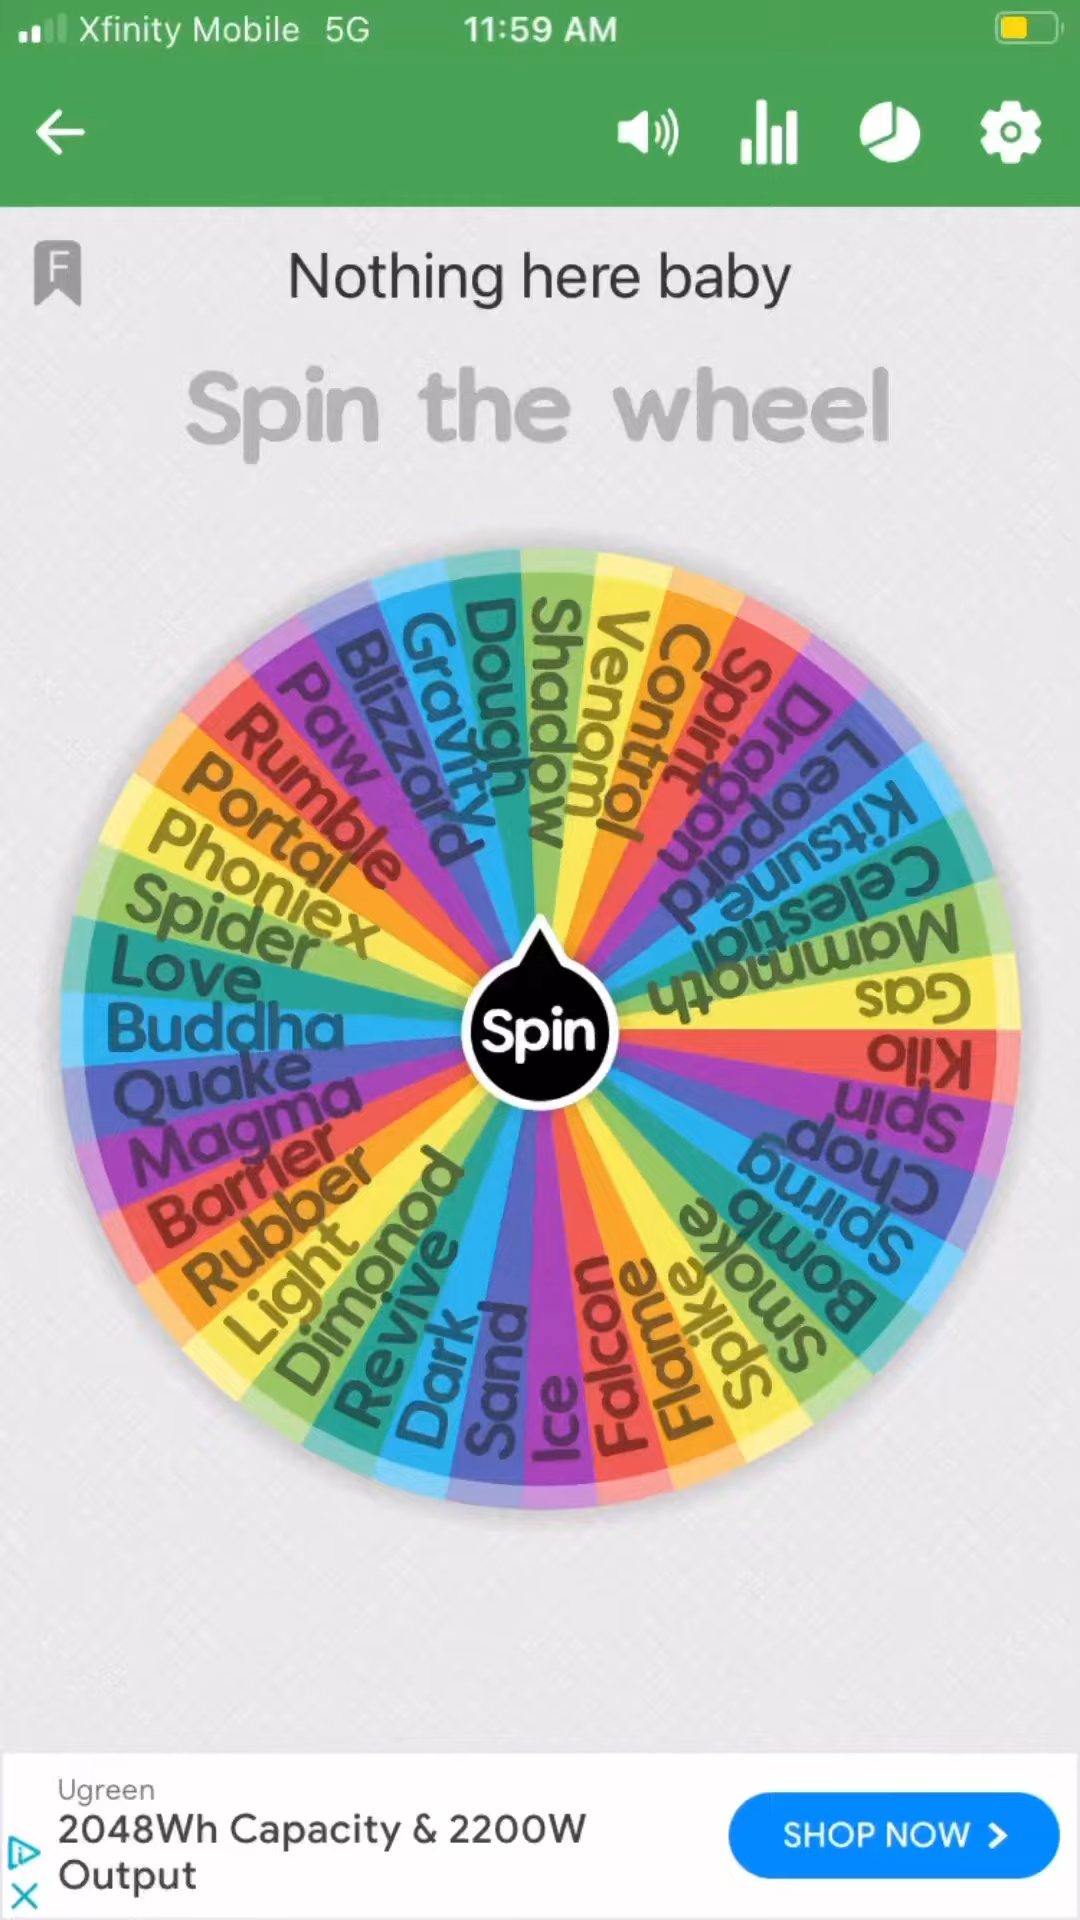 Xfinity Mobile 5G 11:59 AM
F
Nothing here baby
Spin the wheel
Shadow
Venom
Control
Spirit
Dragon
Leopard
Kitsune
Celestial
Mammoth
Gas
Kilo
Spin
Chop
Spirng
Bomb
Smoke
Spike
Flame
Falcon
Ice
Sand
Dark
Revive
Dimonod
Light
Rubber
Barrier
Magma
Quake
Buddha
Love
Spider
Phoniex
Portal
Rumble
Paw
Blizzard
Gravity
Dough
Spin
Ugreen
2048Wh Capacity & 2200W
Output
SHOP NOW